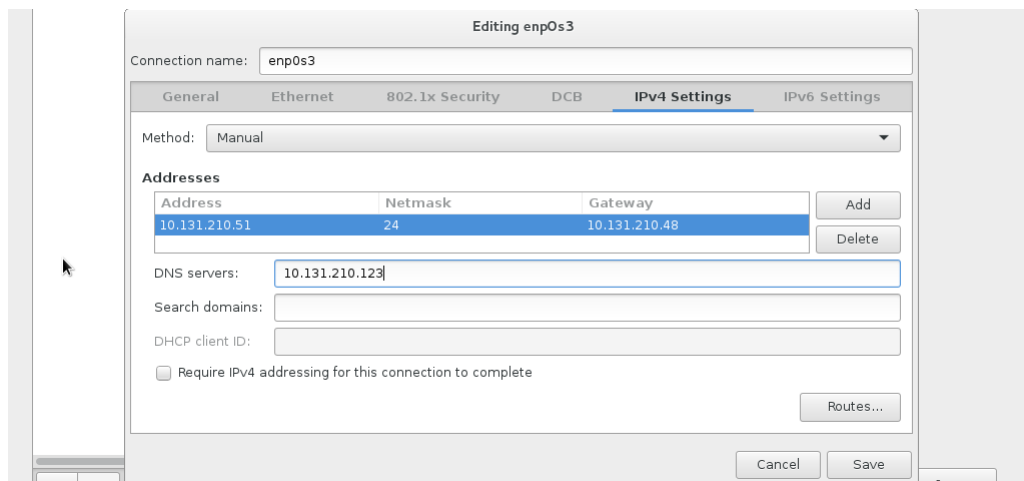 Editing enp0s3
Connection name: enp0s3
General Ethernet 802.1x Security DCB IPv4 Settings IPv6 Settings
Method: Manual
Addresses
Address Netmask Gateway
10.131.210.51 24 10.131.210.48
Add
Delete
DNS servers: 10.131.210.123
Search domains:
DHCP client ID:
Require IPv4 addressing for this connection to complete
Routes...
Cancel Save